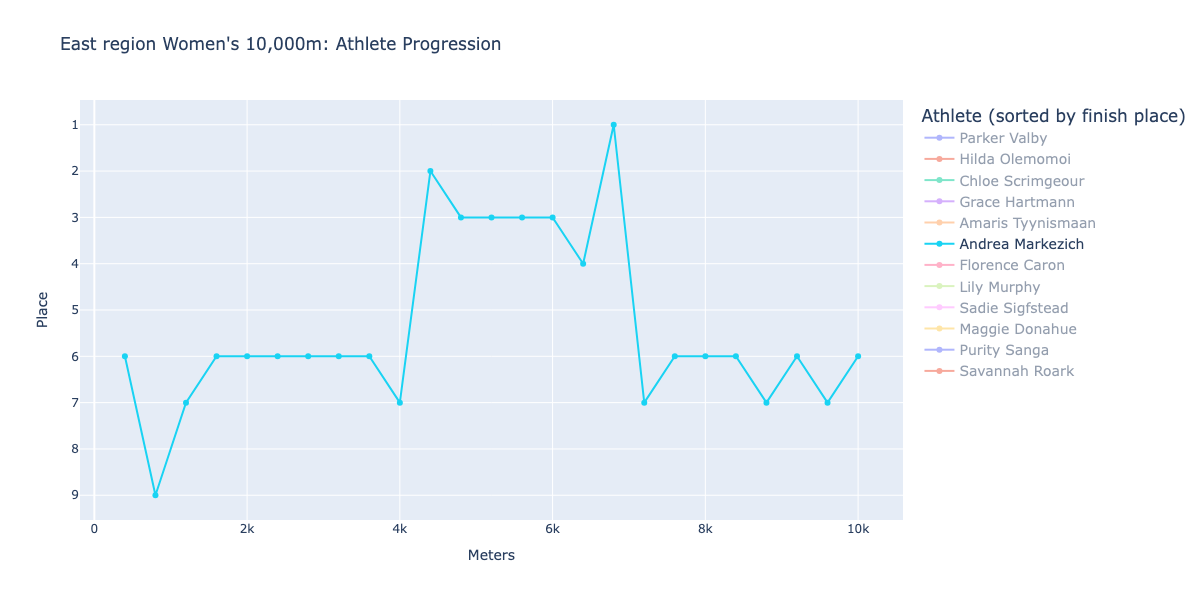 East region Women's 10,000m: Athlete Progression
Athlete (sorted by finish place)
Parker Valby
Hilda Olemomoi
Chloe Scrimgeour
Grace Hartmann
Amaris Tyynismaan
Andrea Markezich
Florence Caron
Lily Murphy
Sadie Sigfstead
Maggie Donahue
Purity Sanga
Savannah Roark
Place
1
2
3
4
5
6
7
8
9
0
2k
4k
6k
8k
10k
Meters